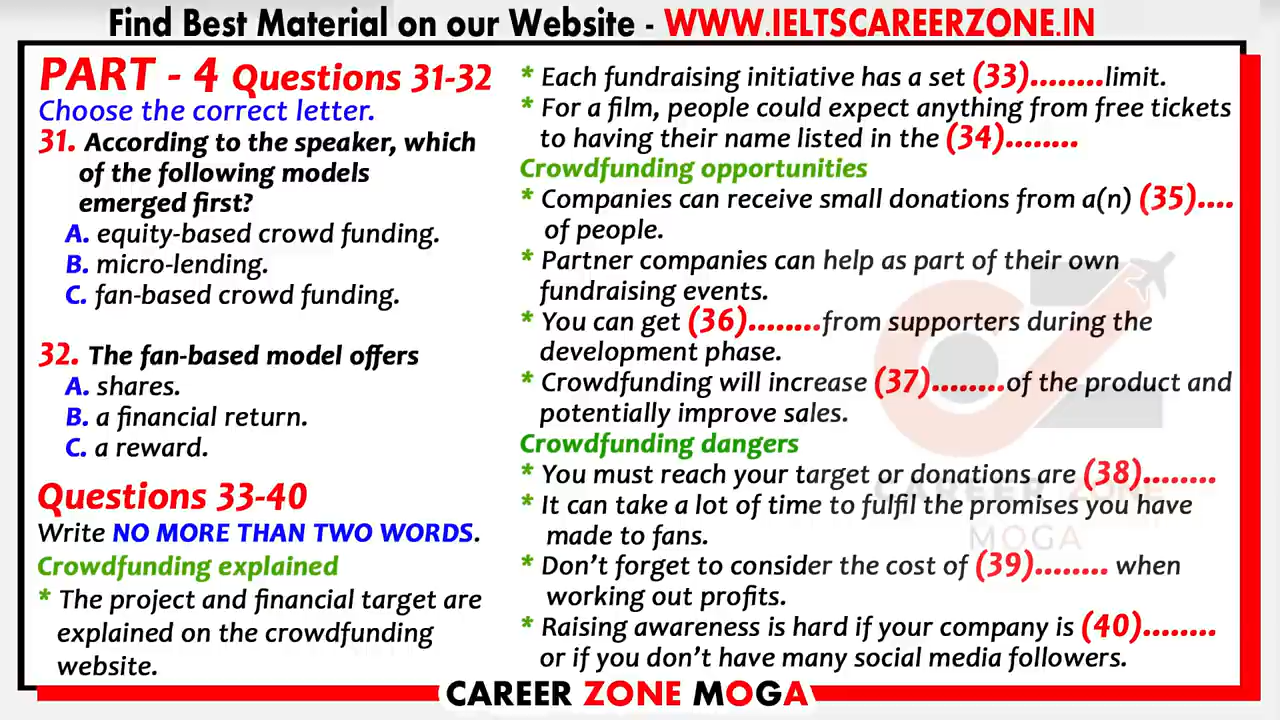 Find Best Material on our Website - WWW.IELTSCAREERZONE.IN
PART - 4 Questions 31-32
Choose the correct letter.
31. According to the speaker, which
of the following models
emerged first?
A. equity-based crowd funding.
B. micro-lending.
C. fan-based crowd funding.
32. The fan-based model offers
A. shares.
B. a financial return.
C. a reward.
Questions 33-40
Write NO MORE THAN TWO WORDS.
Crowdfunding explained
* The project and financial target are
explained on the crowdfunding
website.
* Each fundraising initiative has a set (33)........limit.
* For a film, people could expect anything from free tickets
to having their name listed in the (34)........
Crowdfunding opportunities
* Companies can receive small donations from a(n) (35)....
of people.
* Partner companies can help as part of their own
fundraising events.
* You can get (36)........from supporters during the
development phase.
* Crowdfunding will increase (37)........of the product and
potentially improve sales.
Crowdfunding dangers
* You must reach your target or donations are (38)........
* It can take a lot of time to fulfil the promises you have
made to fans.
* Don't forget to consider the cost of (39)........ when
working out profits.
* Raising awareness is hard if your company is (40)........
or if you don't have many social media followers.
CAREER ZONE
MOGA
CAREER ZONE MOGA